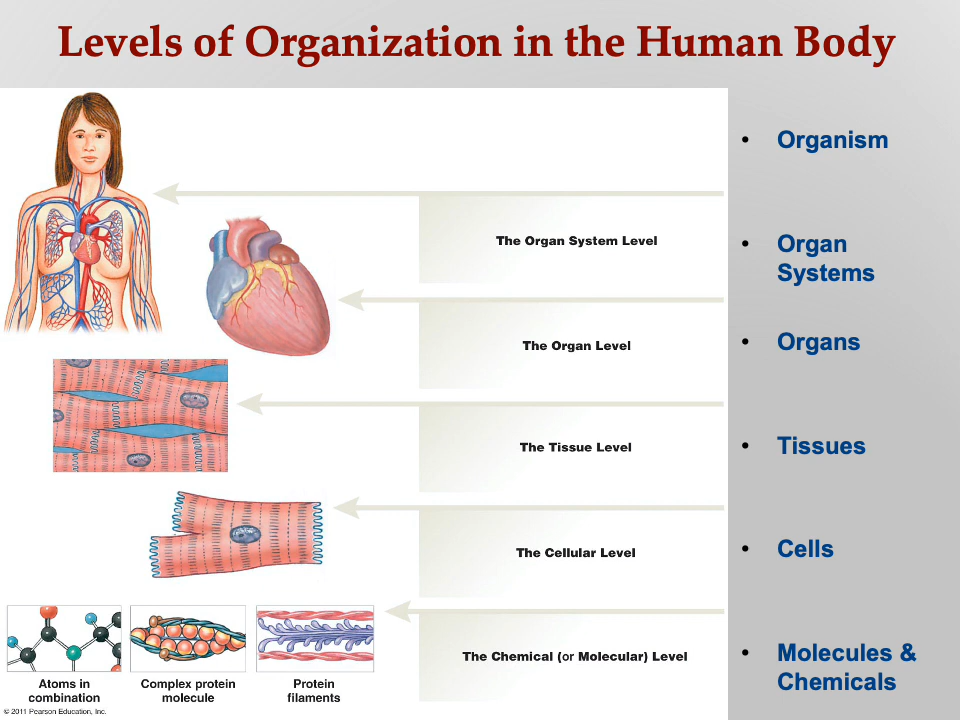 Levels of Organization in the Human Body
• Organism
The Organ System Level
• Organ
Systems
The Organ Level
• Organs
The Tissue Level
• Tissues
The Cellular Level
• Cells
The Chemical (or Molecular) Level
• Molecules &
Chemicals
Atoms in
combination
Complex protein
molecule
Protein
filaments
© 2011 Pearson Education, Inc.